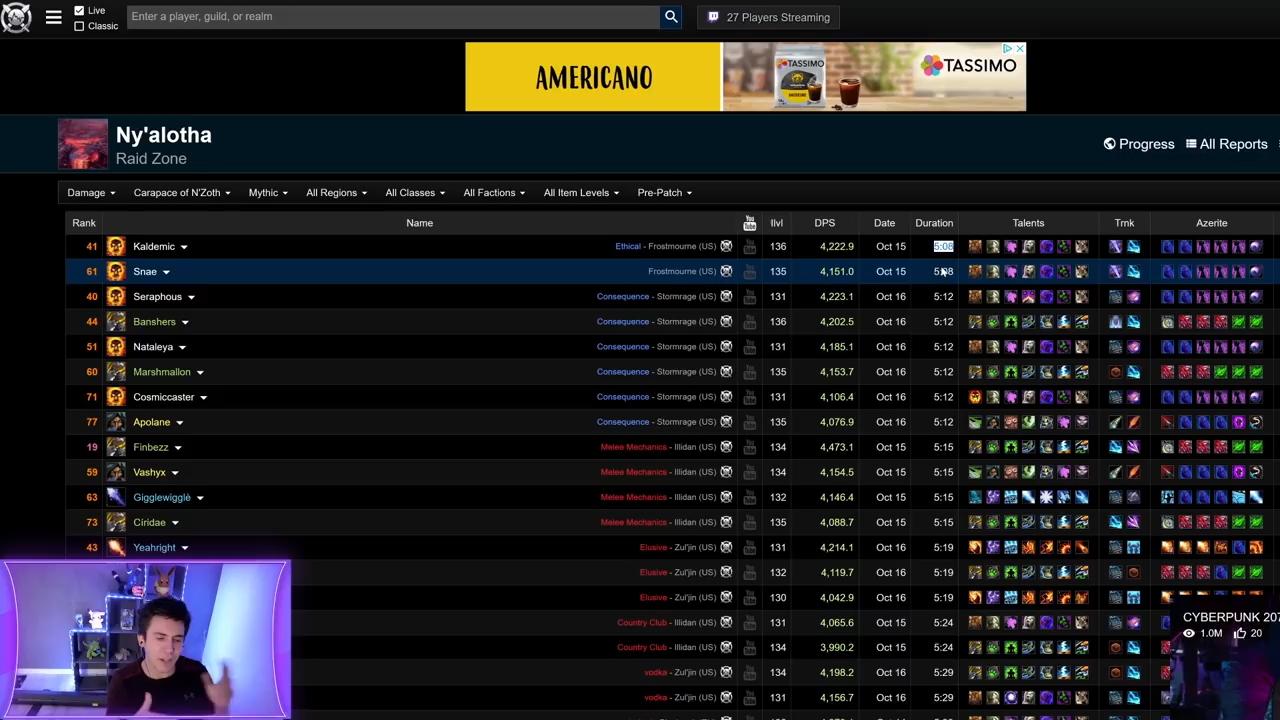 Live
Classic
Enter a player, guild, or realm
27 Players Streaming
AMERICANO
TASSIMO
TASSIMO
Ny'alotha
Raid Zone
Progress
All Reports
Damage Carapace of N'Zoth Mythic All Regions All Classes All Factions All Item Levels Pre-Patch
Rank Name You Tube Ilvl DPS Date Duration Talents Trnk Azerite
41 Kaldemic Ethical - Frostmourne (US) 136 4,222.9 Oct 15 5:08
61 Snae Frostmourne (US) 135 4,151.0 Oct 15 5:08
40 Seraphous Consequence - Stormrage (US) 131 4,223.1 Oct 16 5:12
44 Banshers Consequence - Stormrage (US) 136 4,202.5 Oct 16 5:12
51 Nataleya Consequence - Stormrage (US) 131 4,185.1 Oct 16 5:12
60 Marshmallon Consequence - Stormrage (US) 135 4,153.7 Oct 16 5:12
71 Cosmiccaster Consequence - Stormrage (US) 131 4,106.4 Oct 16 5:12
77 Apolane Consequence - Stormrage (US) 135 4,076.9 Oct 16 5:12
19 Finbezz Melee Mechanics - Illidan (US) 134 4,473.1 Oct 15 5:15
59 Vashyx Melee Mechanics - Illidan (US) 134 4,154.5 Oct 15 5:15
63 Gigglewigglè Melee Mechanics - Illidan (US) 132 4,146.4 Oct 15 5:15
73 Ciridae Melee Mechanics - Illidan (US) 135 4,088.7 Oct 15 5:15
43 Yeahright Elusive - Zul'jin (US) 131 4,214.1 Oct 16 5:19
Elusive - Zul'jin (US) 132 4,119.7 Oct 16 5:19
Elusive - Zul'jin (US) 130 4,042.9 Oct 16 5:19
Country Club - Illidan (US) 131 4,065.6 Oct 15 5:24
Country Club - Illidan (US) 134 3,990.2 Oct 15 5:24
vodka - Zul'jin (US) 134 4,198.2 Oct 15 5:29
vodka - Zul'jin (US) 131 4,156.7 Oct 15 5:29
CYBERPUNK 207
1.0M 20